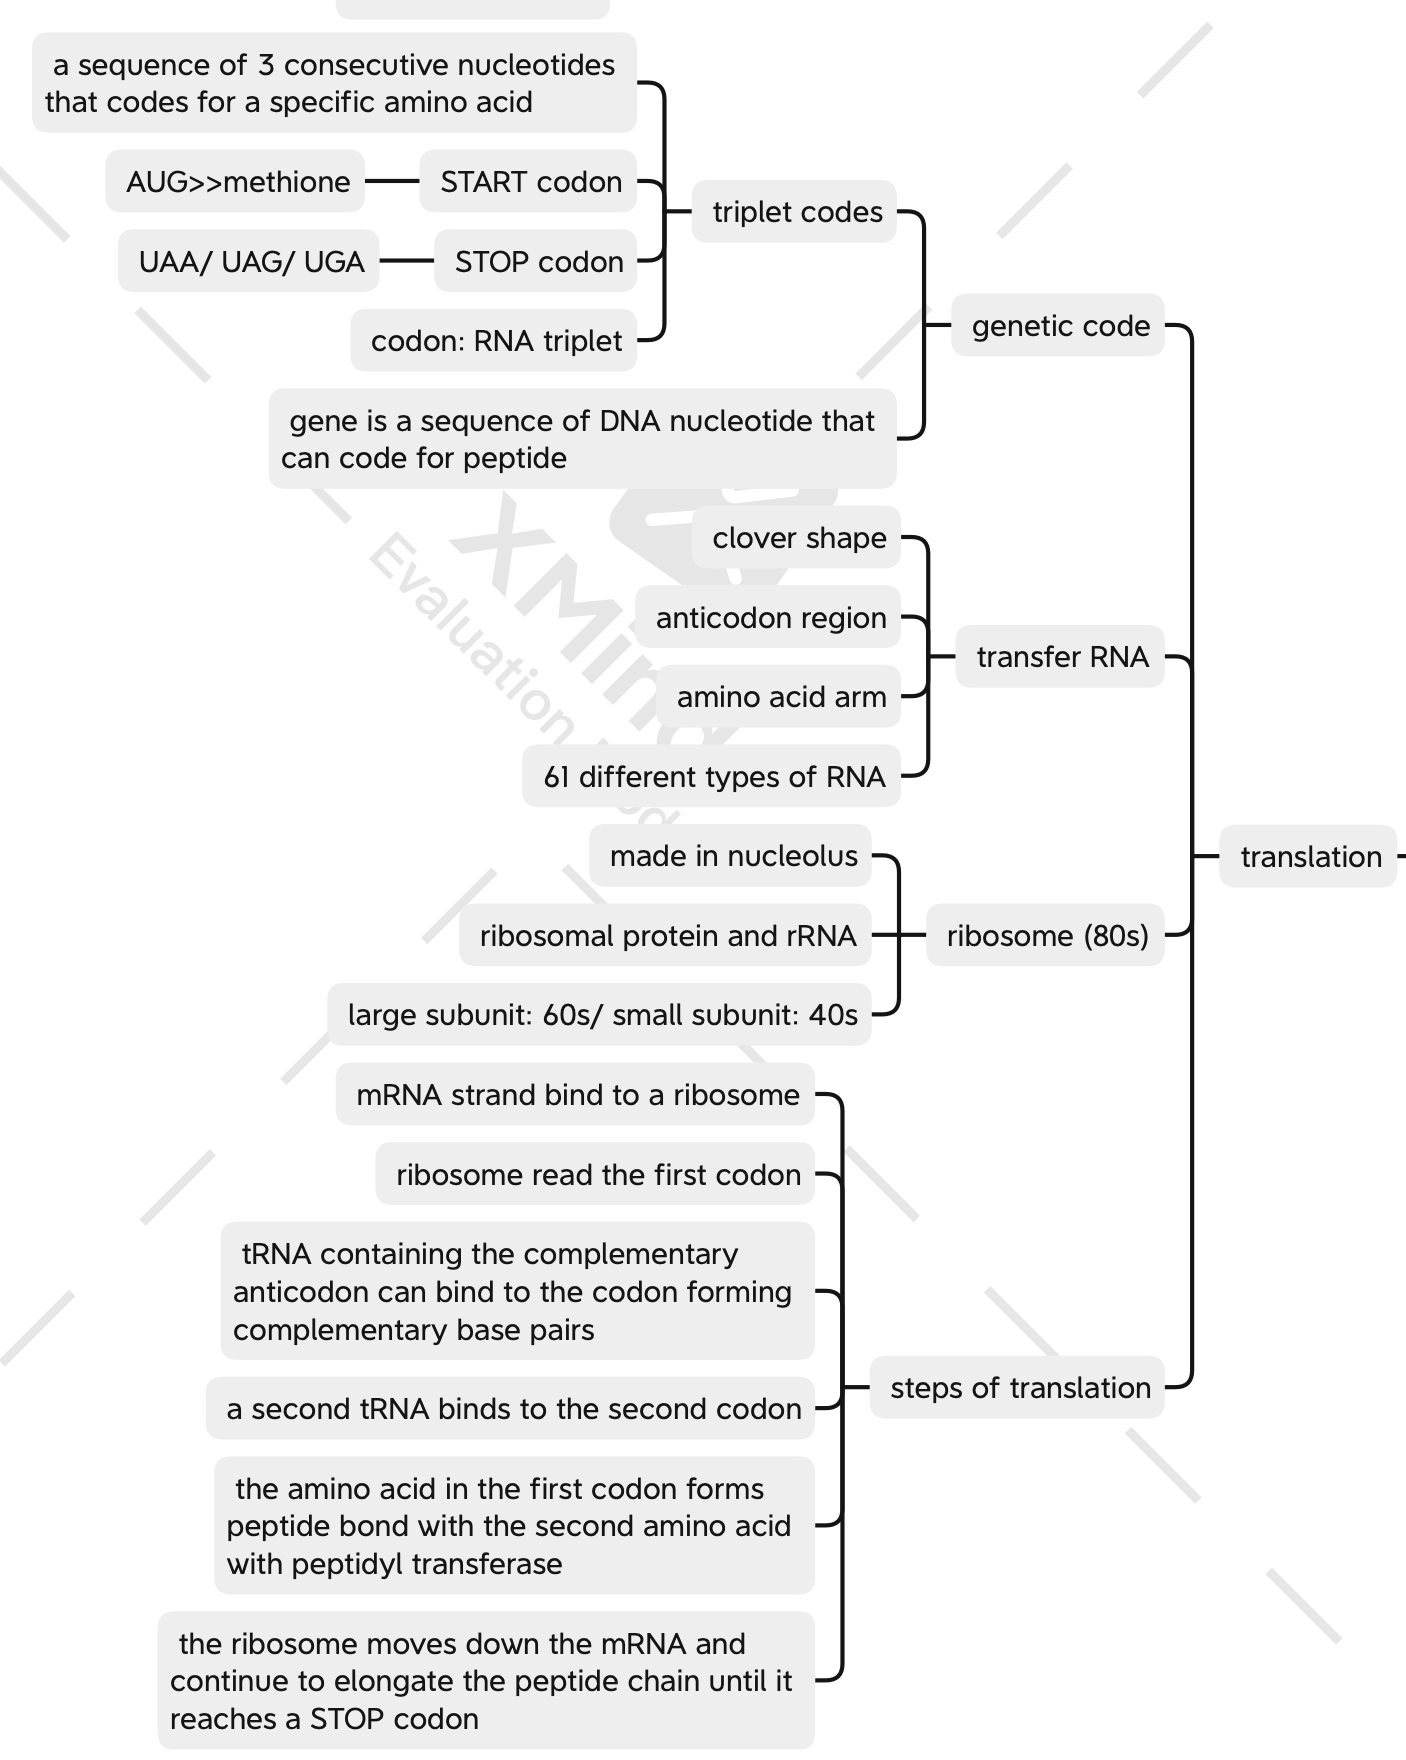 a sequence of 3 consecutive nucleotides
that codes for a specific amino acid
AUG>>methione
START codon
UAA/ UAG/ UGA
STOP codon
codon: RNA triplet
triplet codes
gene is a sequence of DNA nucleotide that
can code for peptide
genetic code
clover shape
anticodon region
amino acid arm
61 different types of RNA
transfer RNA
made in nucleolus
ribosomal protein and rRNA
large subunit: 60s/ small subunit: 40s
ribosome (80s)
translation
mRNA strand bind to a ribosome
ribosome read the first codon
tRNA containing the complementary
anticodon can bind to the codon forming
complementary base pairs
a second tRNA binds to the second codon
the amino acid in the first codon forms
peptide bond with the second amino acid
with peptidyl transferase
the ribosome moves down the mRNA and
continue to elongate the peptide chain until it
reaches a STOP codon
steps of translation
XMind
Evaluation